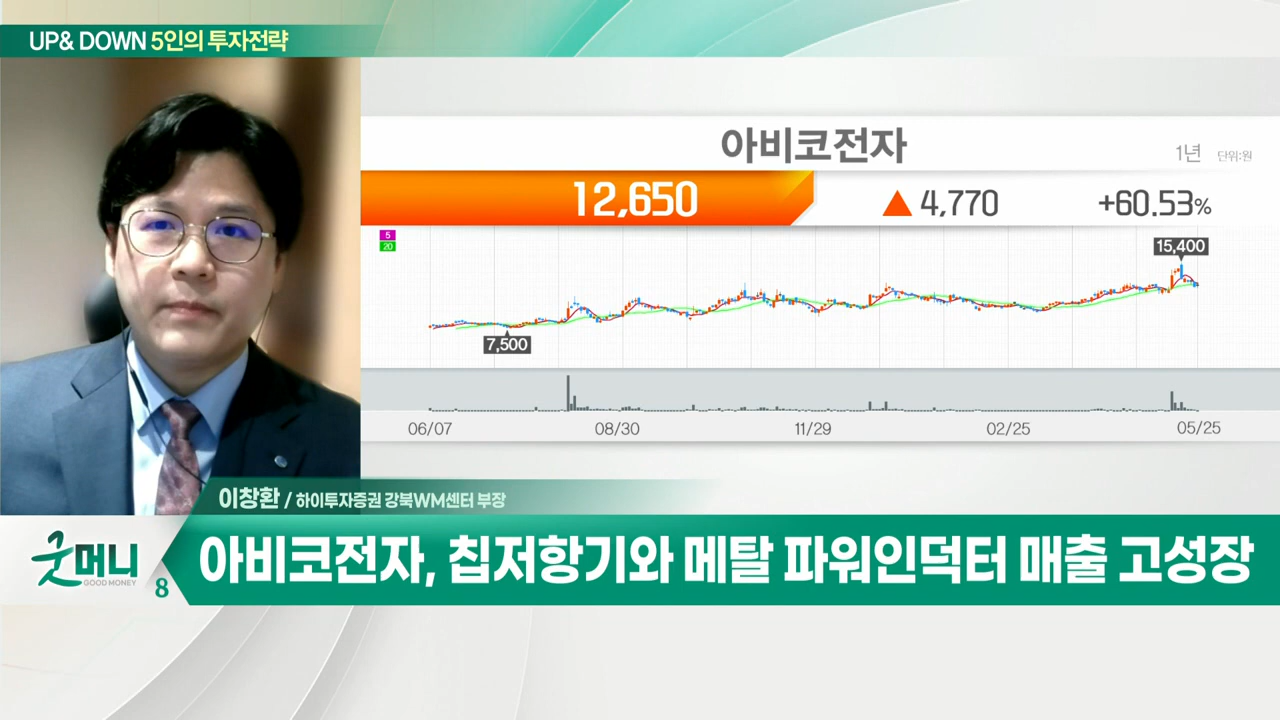 UP& DOWN 5인의 투자전략
아비코전자
1년 단위:원
12,650 ▲ 4,770 +60.53%
5
20
15,400
7,500
06/07 08/30 11/29 02/25 05/25
이창환 / 하이투자증권 강북WM센터 부장
굿머니
GOOD MONEY
8
아비코전자, 칩저항기와 메탈 파워인덕터 매출 고성장